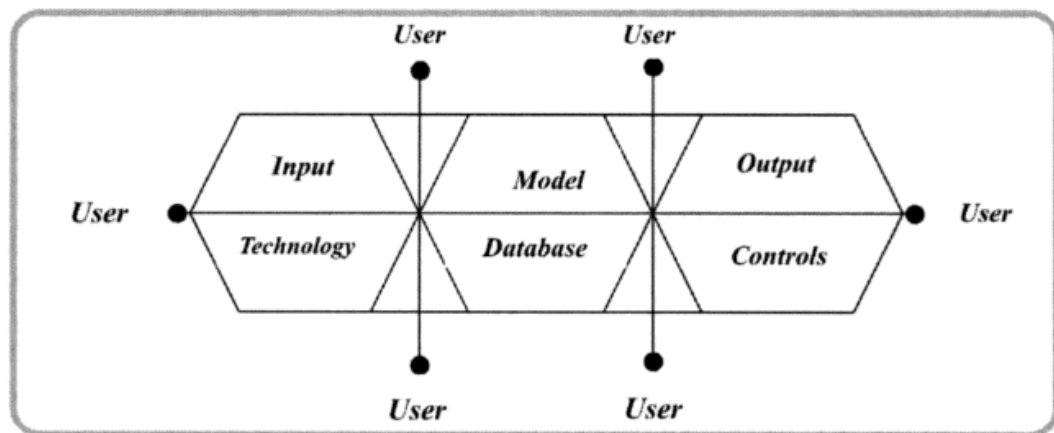 User User
Input Model Output
User User
Technology Database Controls
User User